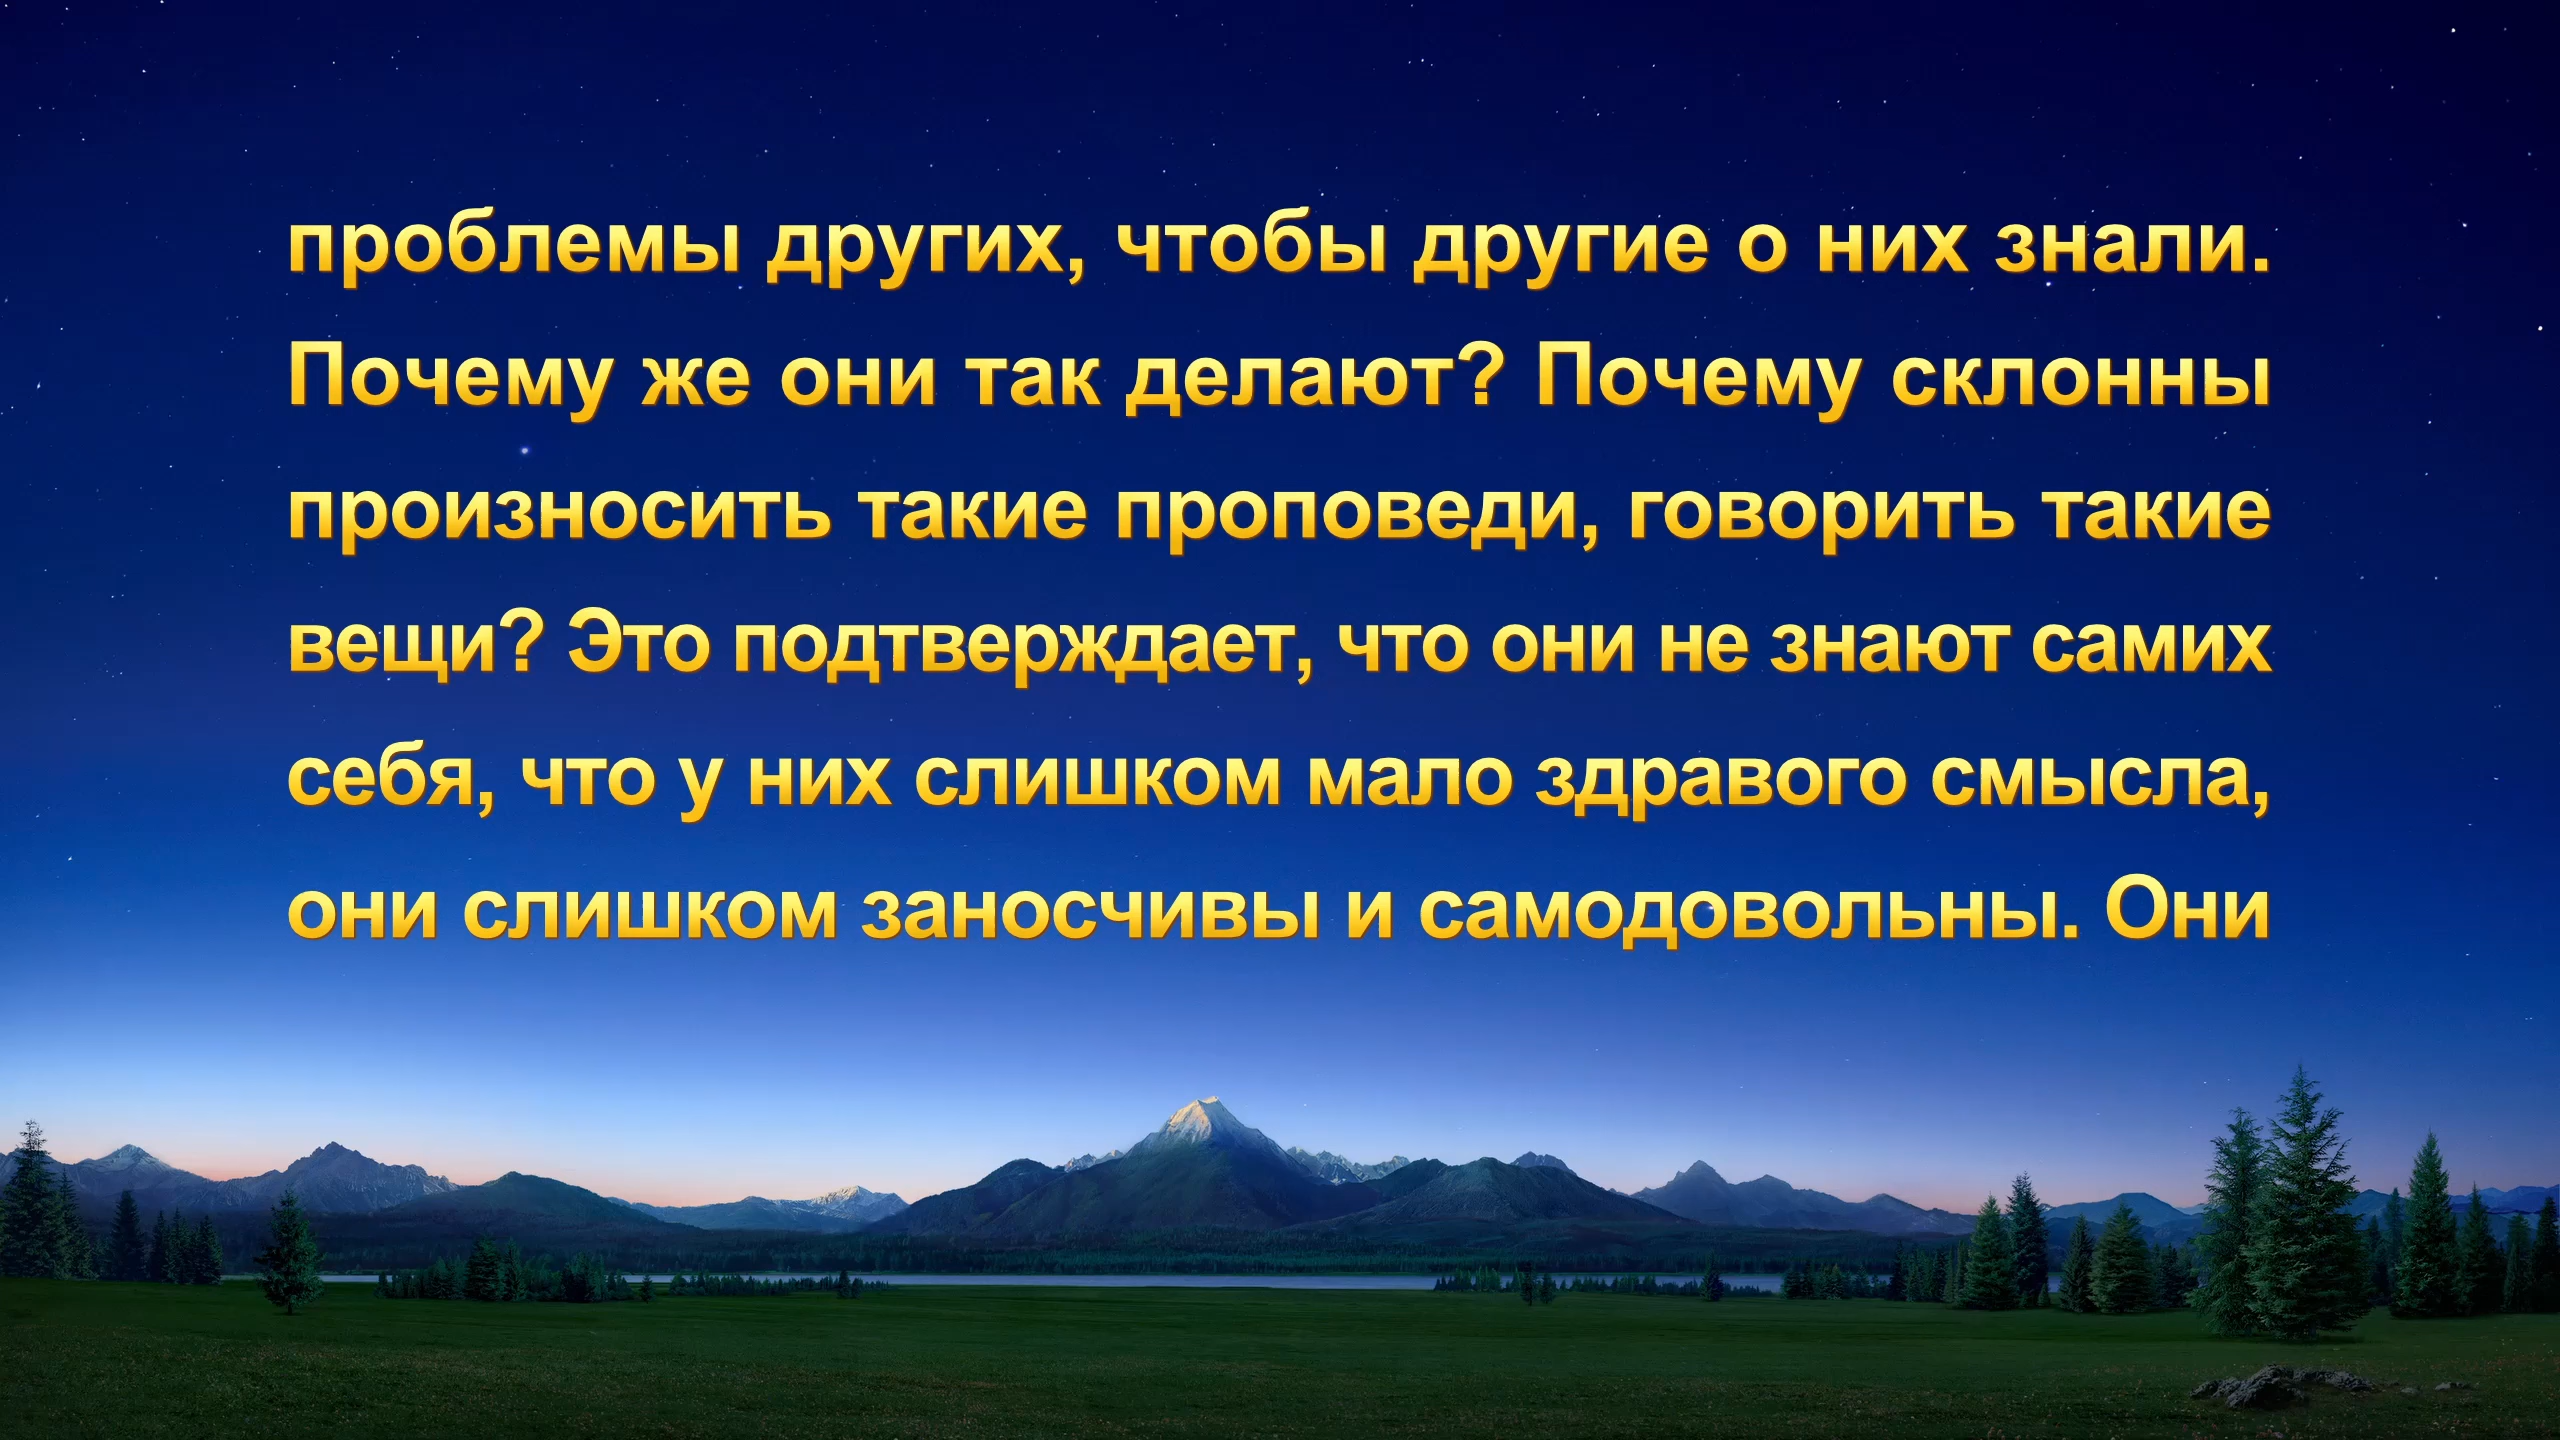 проблемы других, чтобы другие о них знали.
Почему же они так делают? Почему склонны
произносить такие проповеди, говорить такие
вещи? Это подтверждает, что они не знают самих
себя, что у них слишком мало здравого смысла,
они слишком заносчивы и самодовольны. Они